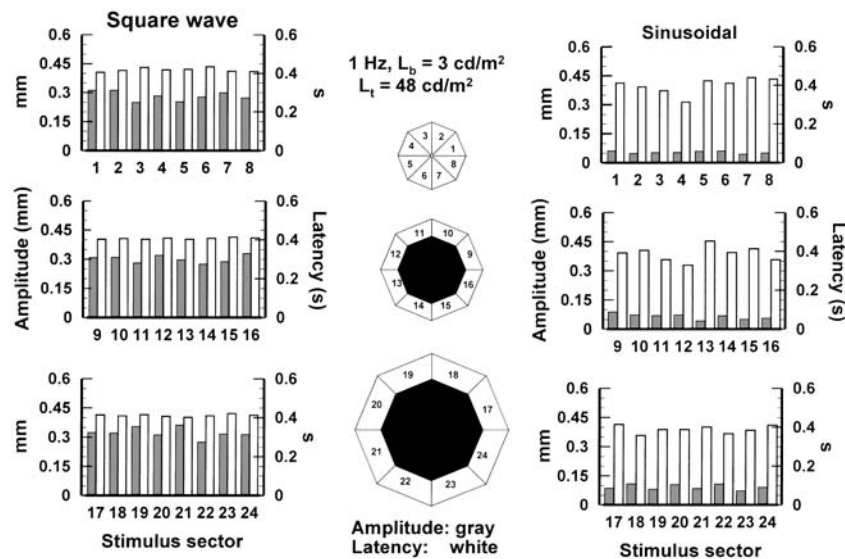 Square wave
0.6
0.45
0.3
0.15
0
mm
0.6
0.4
0.2
0
s
1 2 3 4 5 6 7 8
1 Hz, Lb = 3 cd/m²
Lt = 48 cd/m²
Sinusoidal
0.6
0.45
0.3
0.15
0
mm
0.6
0.4
0.2
0
s
1 2 3 4 5 6 7 8
3 2
4 1
5 8
6 7
Amplitude (mm)
0.6
0.45
0.3
0.15
0
0.6
0.4
0.2
0
Latency (s)
9 10 11 12 13 14 15 16
11 10
12 9
13 16
14 15
Amplitude (mm)
0.6
0.45
0.3
0.15
0
0.6
0.4
0.2
0
Latency (s)
9 10 11 12 13 14 15 16
mm
0.6
0.45
0.3
0.15
0
0.6
0.4
0.2
0
s
17 18 19 20 21 22 23 24
Stimulus sector
19 18
20 17
21 24
22 23
Amplitude: gray
Latency: white
mm
0.6
0.45
0.3
0.15
0
0.6
0.4
0.2
0
s
17 18 19 20 21 22 23 24
Stimulus sector